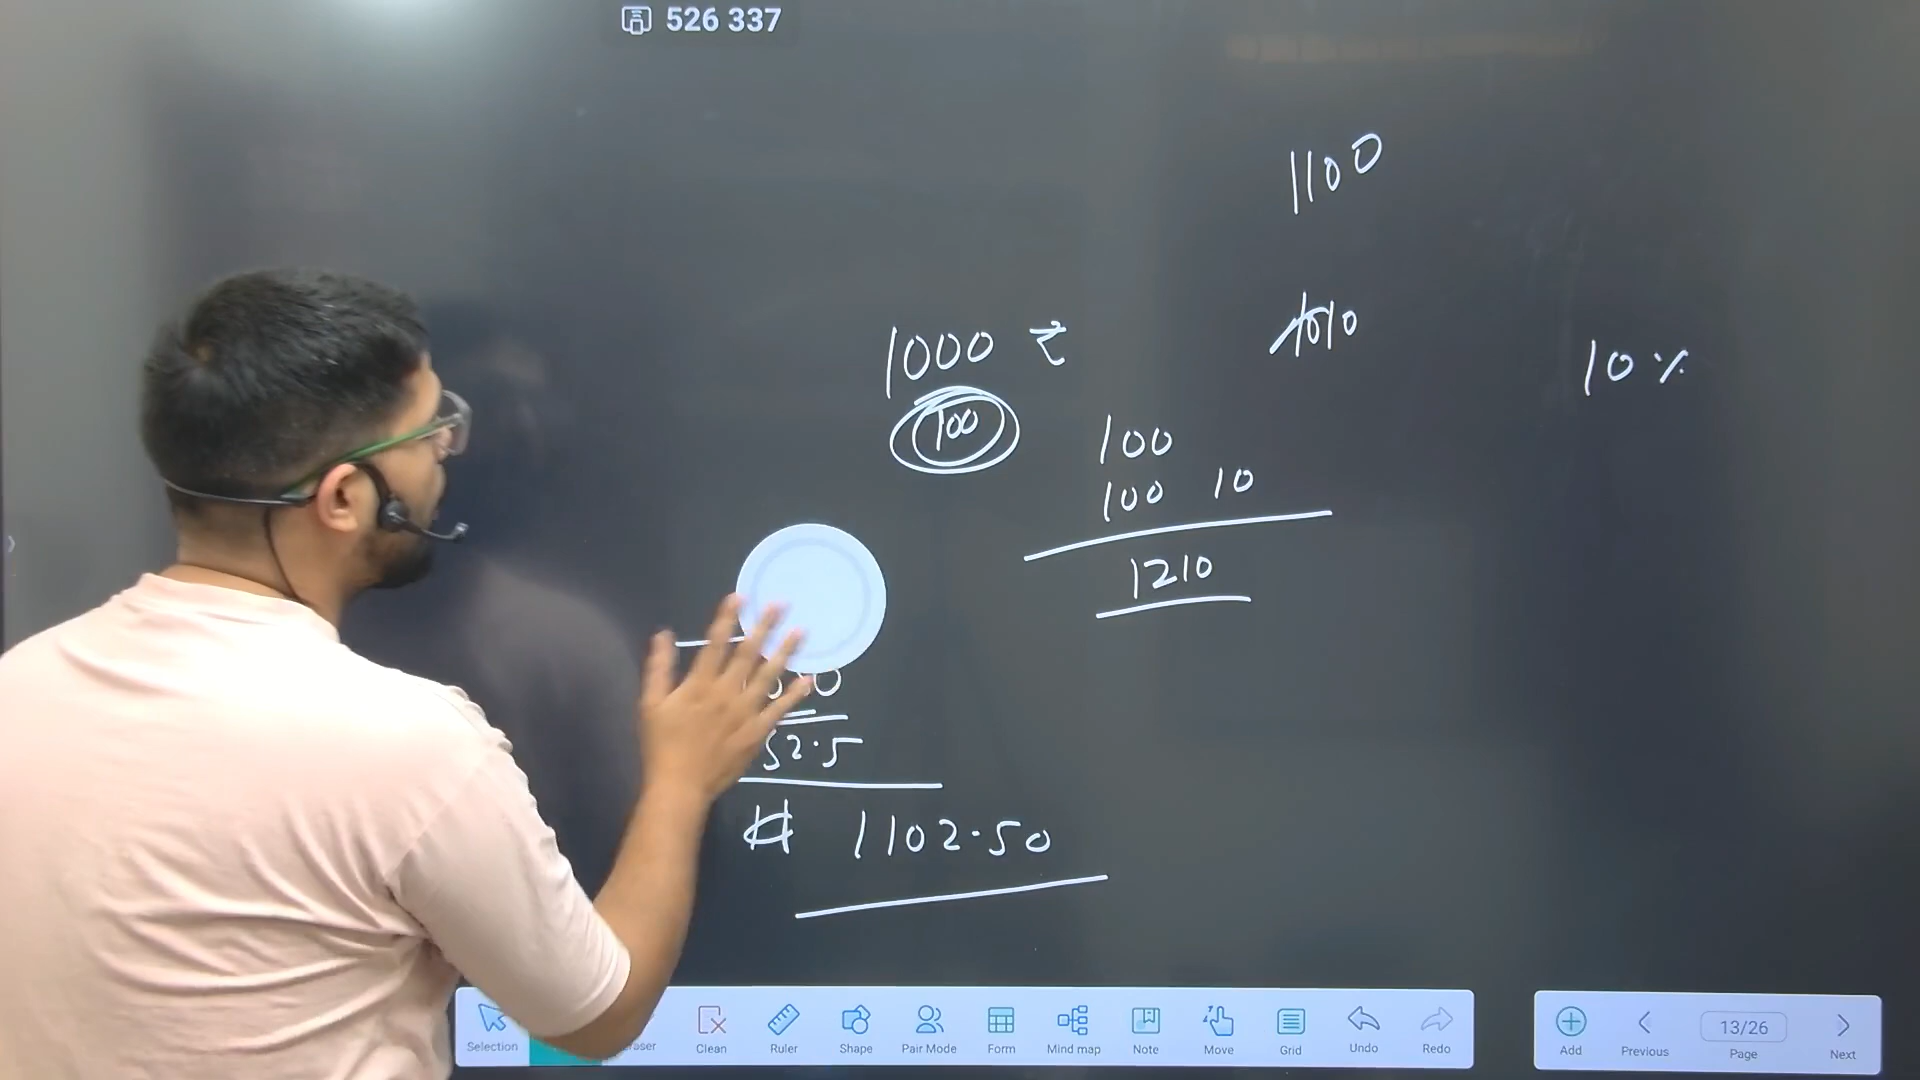 526 337
1100
1000 ₹
1010
10 %
100
100
100 10
1210
52.5
1102.50
Selection
Clean
Ruler
Shape
Pair Mode
Form
Mind map
Note
Move
Grid
Undo
Redo
Add
Previous
13/26
Page
Next